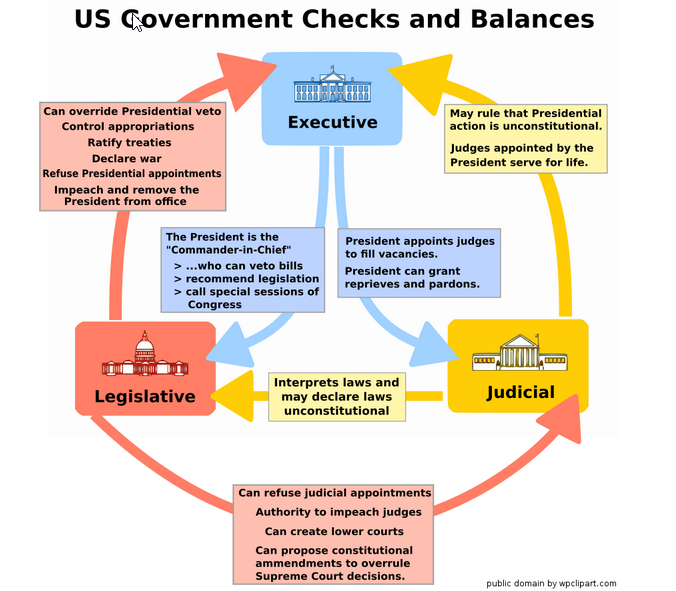 US Government Checks and Balances
Executive
Can override Presidential veto
Control appropriations
Ratify treaties
Declare war
Refuse Presidential appointments
Impeach and remove the
President from office
May rule that Presidential
action is unconstitutional.
Judges appointed by the
President serve for life.
The President is the
"Commander-in-Chief"
> ...who can veto bills
> recommend legislation
> call special sessions of
Congress
President appoints judges
to fill vacancies.
President can grant
reprieves and pardons.
Legislative
Interprets laws and
may declare laws
unconstitutional
Judicial
Can refuse judicial appointments
Authority to impeach judges
Can create lower courts
Can propose constitutional
ammendments to overrule
Supreme Court decisions.
public domain by wpclipart.com